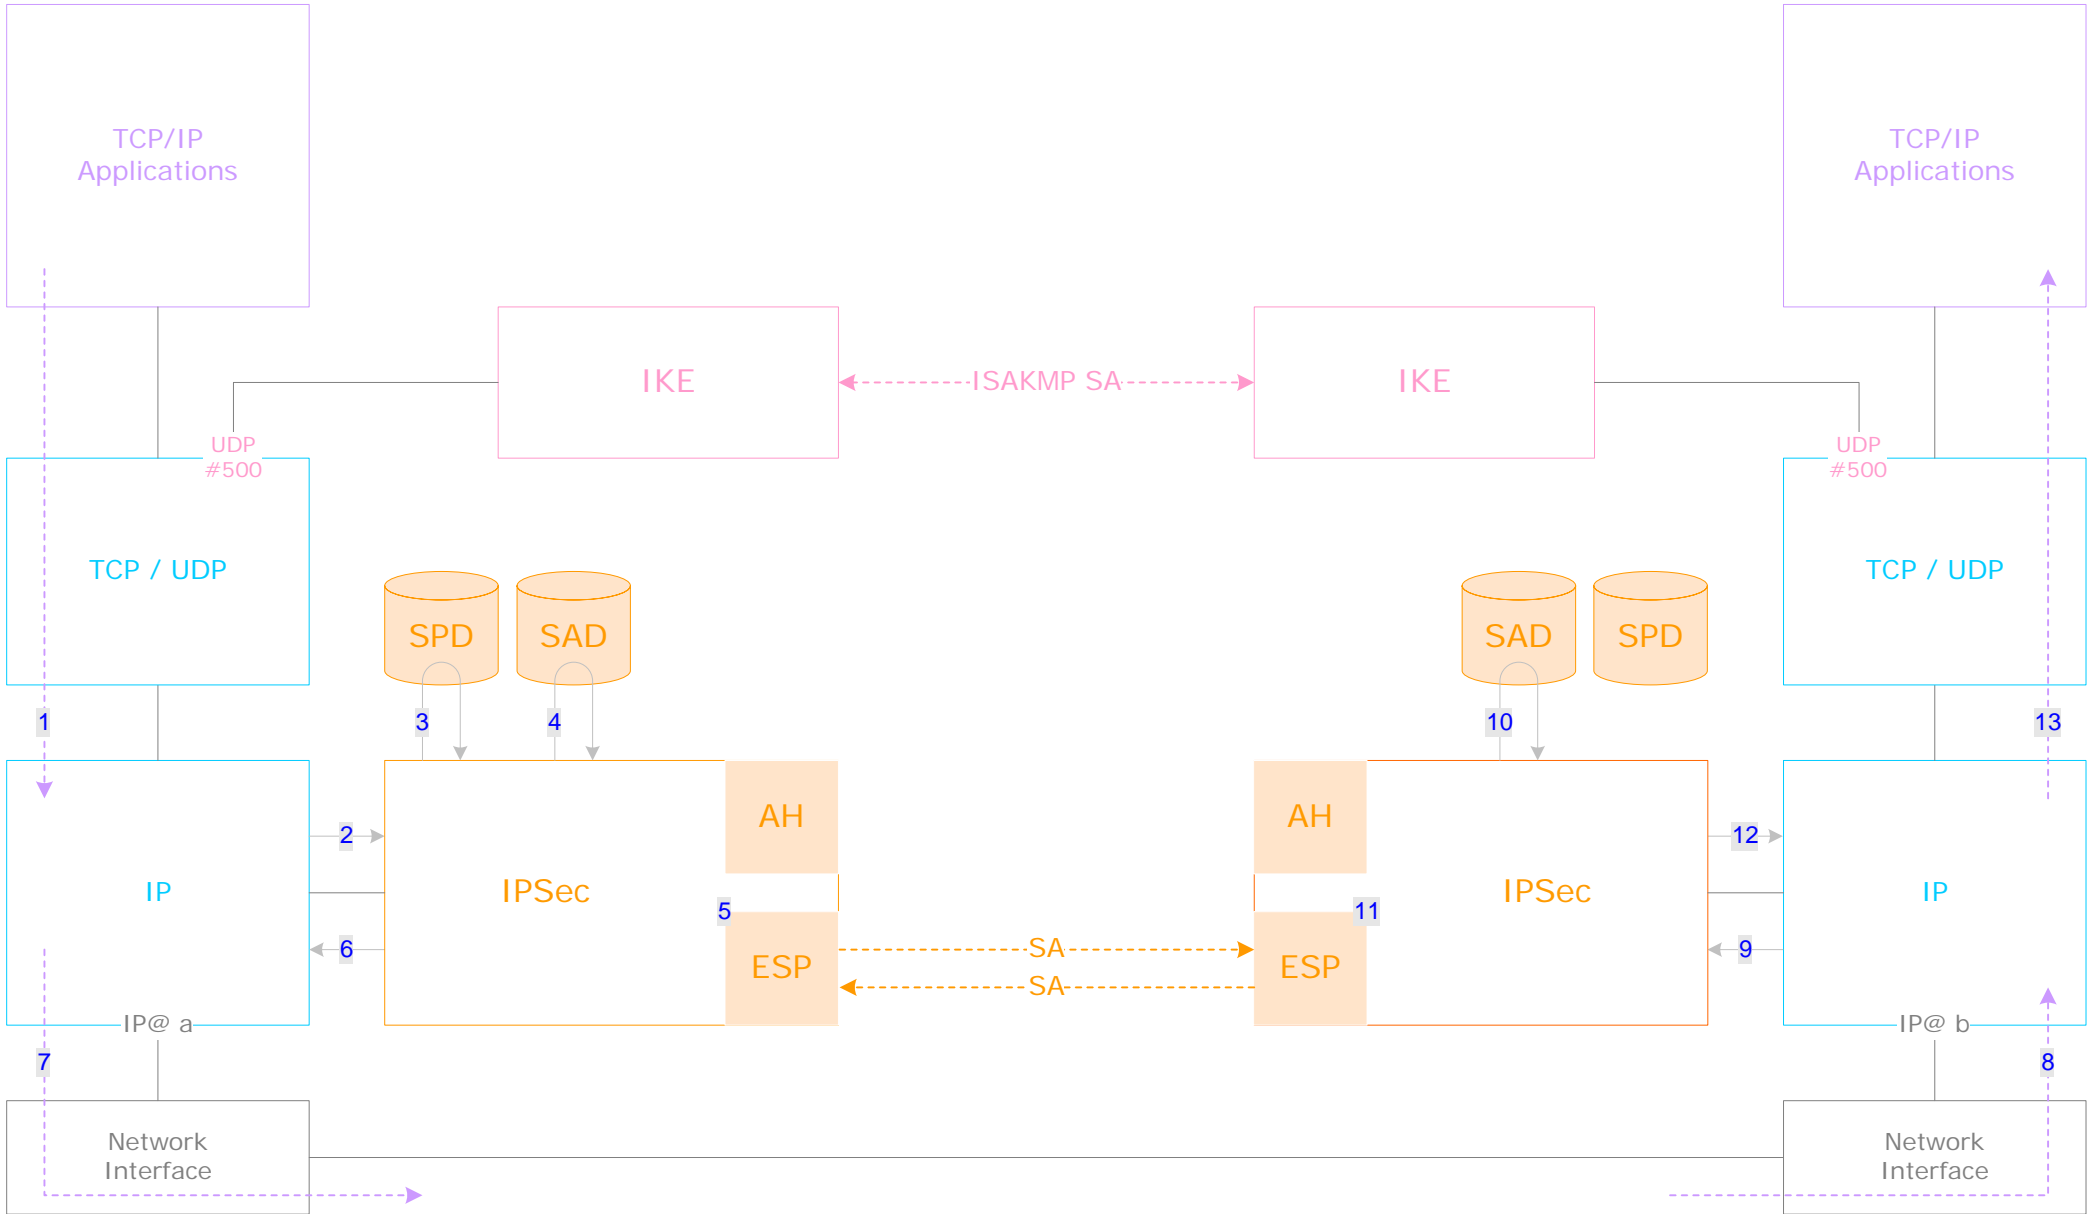 TCP/IP
Applications
TCP/IP
Applications
IKE
ISAKMP SA
IKE
UDP
#500
UDP
#500
TCP / UDP
TCP / UDP
SPD
SAD
SAD
SPD
1
3
4
10
13
AH
AH
2
12
IP
IPSec
IPSec
IP
5
11
6
SA
9
ESP
ESP
SA
IP@ a
IP@ b
7
8
Network
Interface
Network
Interface